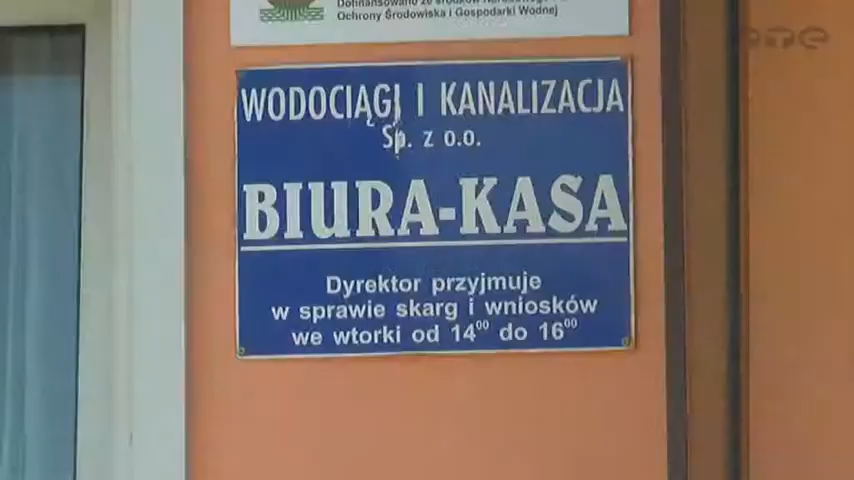 Dofinansowano ze środków Narodowego
Ochrony Środowiska i Gospodarki Wodnej
WODOCIĄGI I KANALIZACJA
Sp. z o.o.
BIURA-KASA
Dyrektor przyjmuje
w sprawie skarg i wniosków
we wtorki od 14⁰⁰ do 16⁰⁰